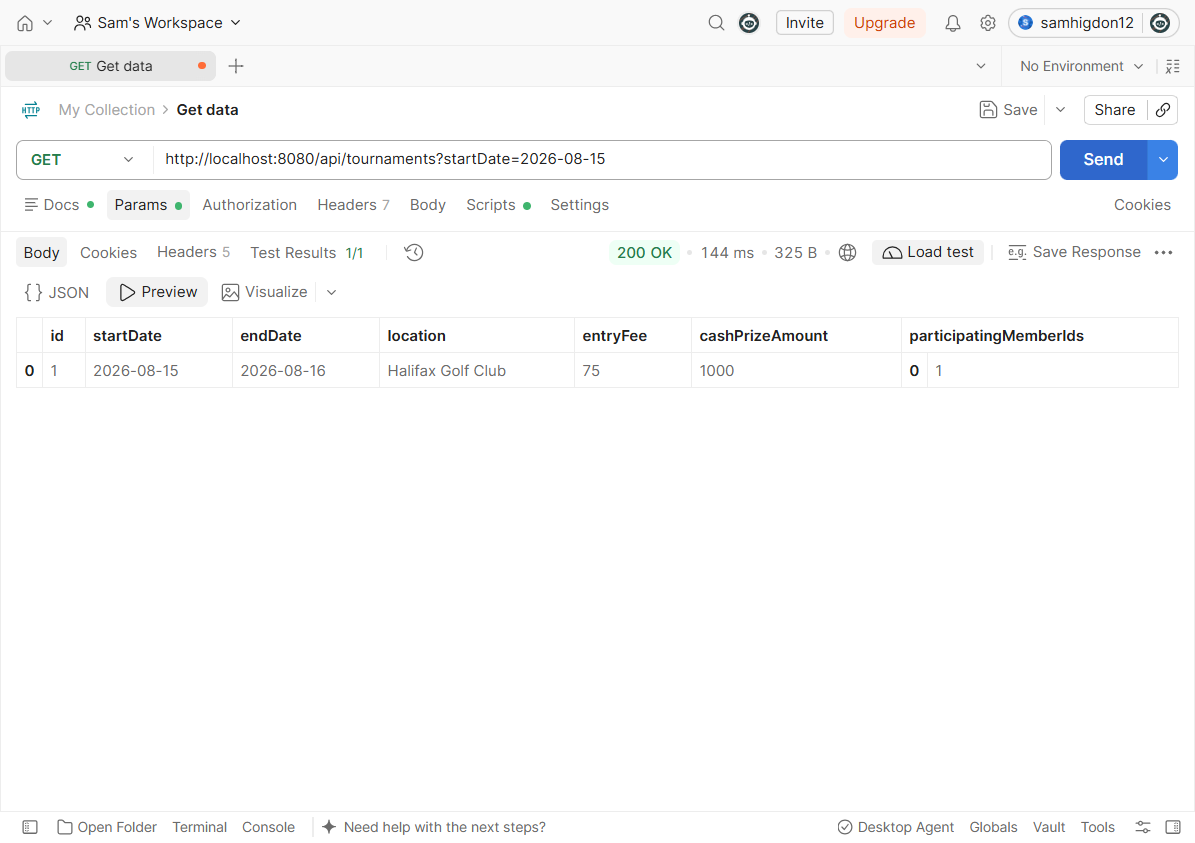 Sam's Workspace Invite Upgrade samhigdon12
GET Get data No Environment
HTTP My Collection > Get data Save Share
GET http://localhost:8080/api/tournaments?startDate=2026-08-15 Send
Docs Params Authorization Headers 7 Body Scripts Settings Cookies
Body Cookies Headers 5 Test Results 1/1 200 OK 144 ms 325 B Load test e.g. Save Response
{} JSON Preview Visualize
id startDate endDate location entryFee cashPrizeAmount participatingMemberIds
0 1 2026-08-15 2026-08-16 Halifax Golf Club 75 1000 0 1
Open Folder Terminal Console Need help with the next steps? Desktop Agent Globals Vault Tools